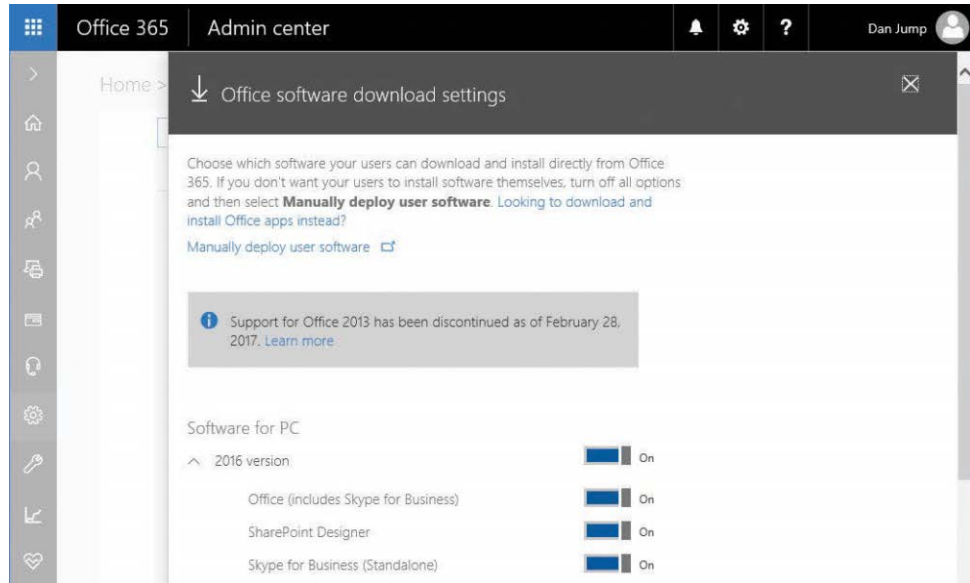 Office 365
Admin center
?
Dan Jump
Home >
Office software download settings
Choose which software your users can download and install directly from Office
365. If you don't want your users to install software themselves, turn off all options
and then select Manually deploy user software. Looking to download and
install Office apps instead?
Manually deploy user software
Support for Office 2013 has been discontinued as of February 28,
2017. Learn more
Software for PC
2016 version On
Office (includes Skype for Business) On
SharePoint Designer On
Skype for Business (Standalone) On